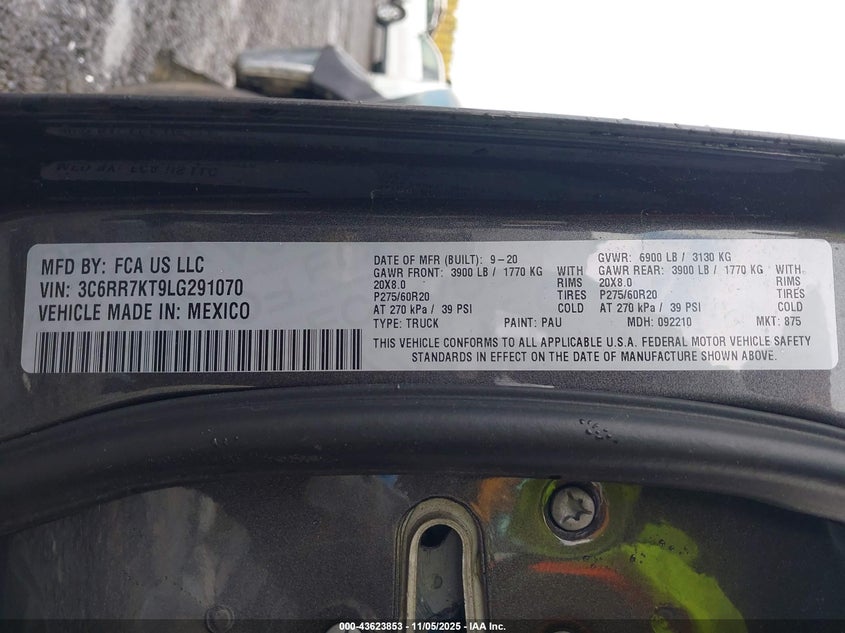 MFD BY: FCA US LLC
VIN: 3C6RR7KT9LG291070
VEHICLE MADE IN: MEXICO
DATE OF MFR (BUILT): 9-20 GVWR: 6900 LB / 3130 KG
GAWR FRONT: 3900 LB / 1770 KG WITH GAWR REAR: 3900 LB / 1770 KG WITH
20X8.0 RIMS 20X8.0 RIMS
P275/60R20 TIRES P275/60R20 TIRES
AT 270 kPa / 39 PSI COLD AT 270 kPa / 39 PSI COLD
TYPE: TRUCK PAINT: PAU MDH: 092210 MKT: 875
THIS VEHICLE CONFORMS TO ALL APPLICABLE U.S.A. FEDERAL MOTOR VEHICLE SAFETY
STANDARDS IN EFFECT ON THE DATE OF MANUFACTURE SHOWN ABOVE.
000-43623853 - 11/05/2025 - IAA Inc.